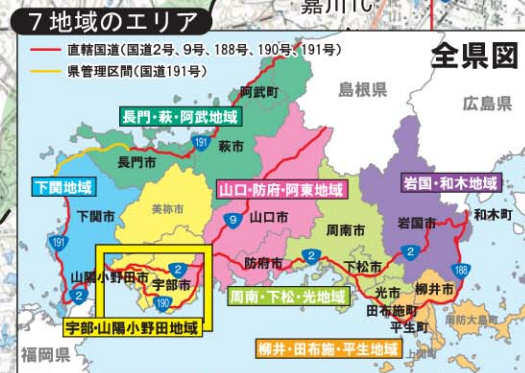 嘉川IC
7地域のエリア
直轄国道(国道2号、9号、188号、190号、191号)
県管理区間(国道191号)
全県図
島根県
広島県
阿武町
長門・萩・阿武地域
191
萩市
長門市
下関地域
山口・防府・阿東地域
岩国・和木地域
美祢市
周南市
岩国市
和木町
下関市
9
山口市
191
2
2
下松市
2
188
山陽小野田市
防府市
宇部市
光市
柳井市
2
190
周南・下松・光地域
田布施町
平生町
周防大島町
宇部・山陽小野田地域
上関町
福岡県
柳井・田布施・平生地域